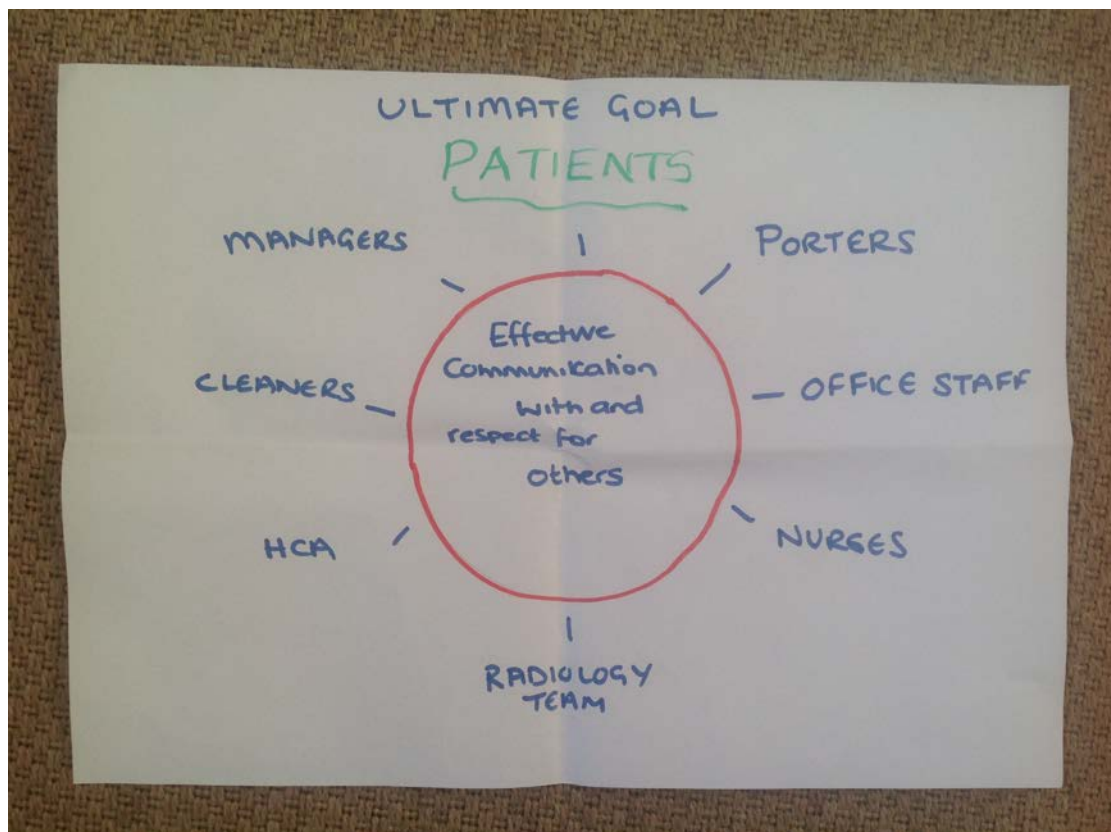 ULTIMATE GOAL
PATIENTS
MANAGERS
PORTERS
Effective
Communication
with and
respect for
others
CLEANERS
OFFICE STAFF
HCA
NURSES
RADIOLOGY
TEAM